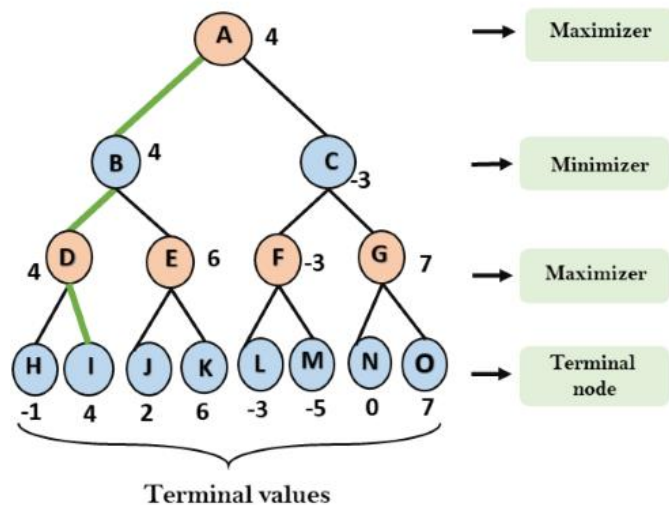 A 4 Maximizer
B 4 C -3 Minimizer
D 4 E 6 F -3 G 7 Maximizer
H I J K L M N O Terminal
node
-1 4 2 6 -3 -5 0 7
Terminal values